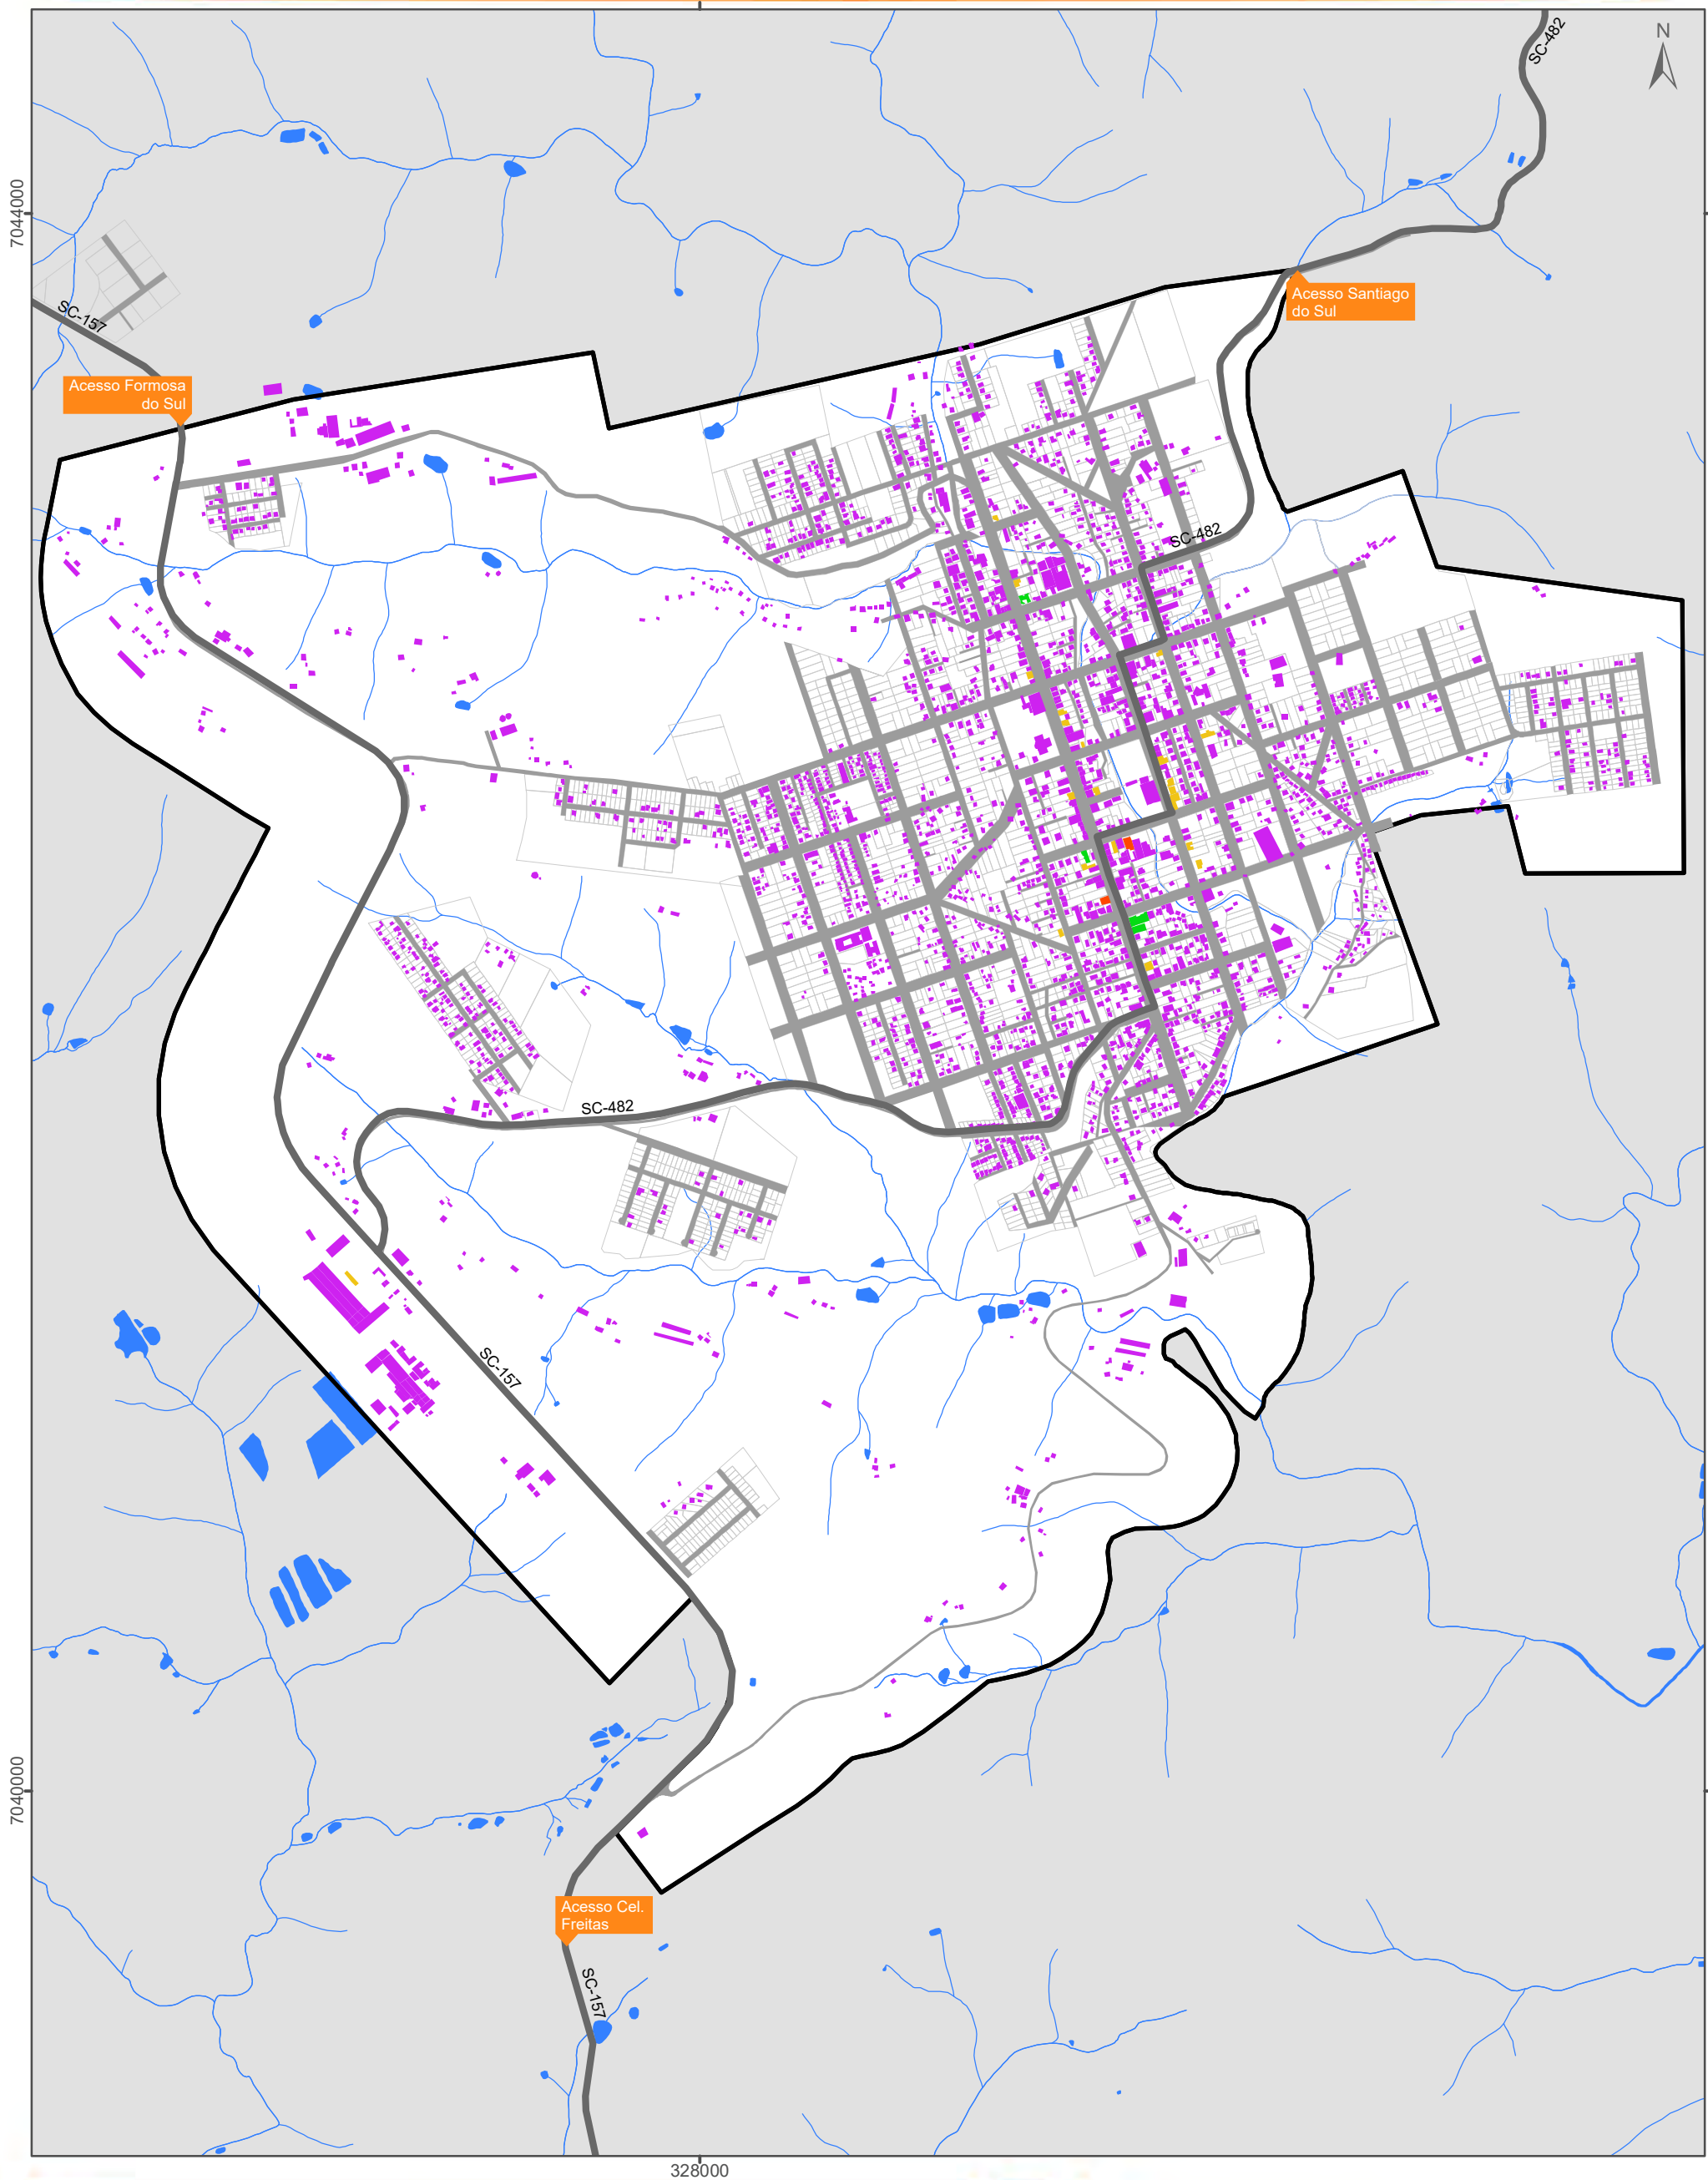 SC-482
N
7044000
Acesso Santiago
do Sul
SC-157
Acesso Formosa
do Sul
SC-482
SC-482
SC-157
7040000
Acesso Cel.
Freitas
SC-157
328000